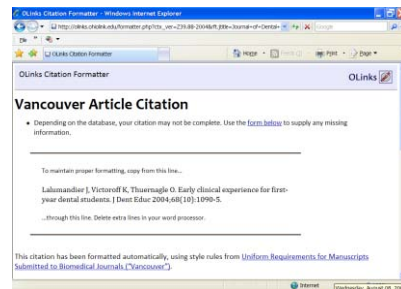 OLinks Citation Formatter - Windows Internet Explorer
OLinks Citation Formatter
Home
Print
Page
OLinks Citation Formatter
OLinks
Vancouver Article Citation
Depending on the database, your citation may not be complete. Use the form below to supply any missing
information.
To maintain proper formatting, copy from this line...
Lalumandier J, Victoroff K, Thuernagle O. Early clinical experience for first-
year dental students. J Dent Educ 2004;68(10):1090-5.
...through this line. Delete extra lines in your word processor.
This citation has been formatted automatically, using style rules from Uniform Requirements for Manuscripts
Submitted to Biomedical Journals ("Vancouver").
Internet